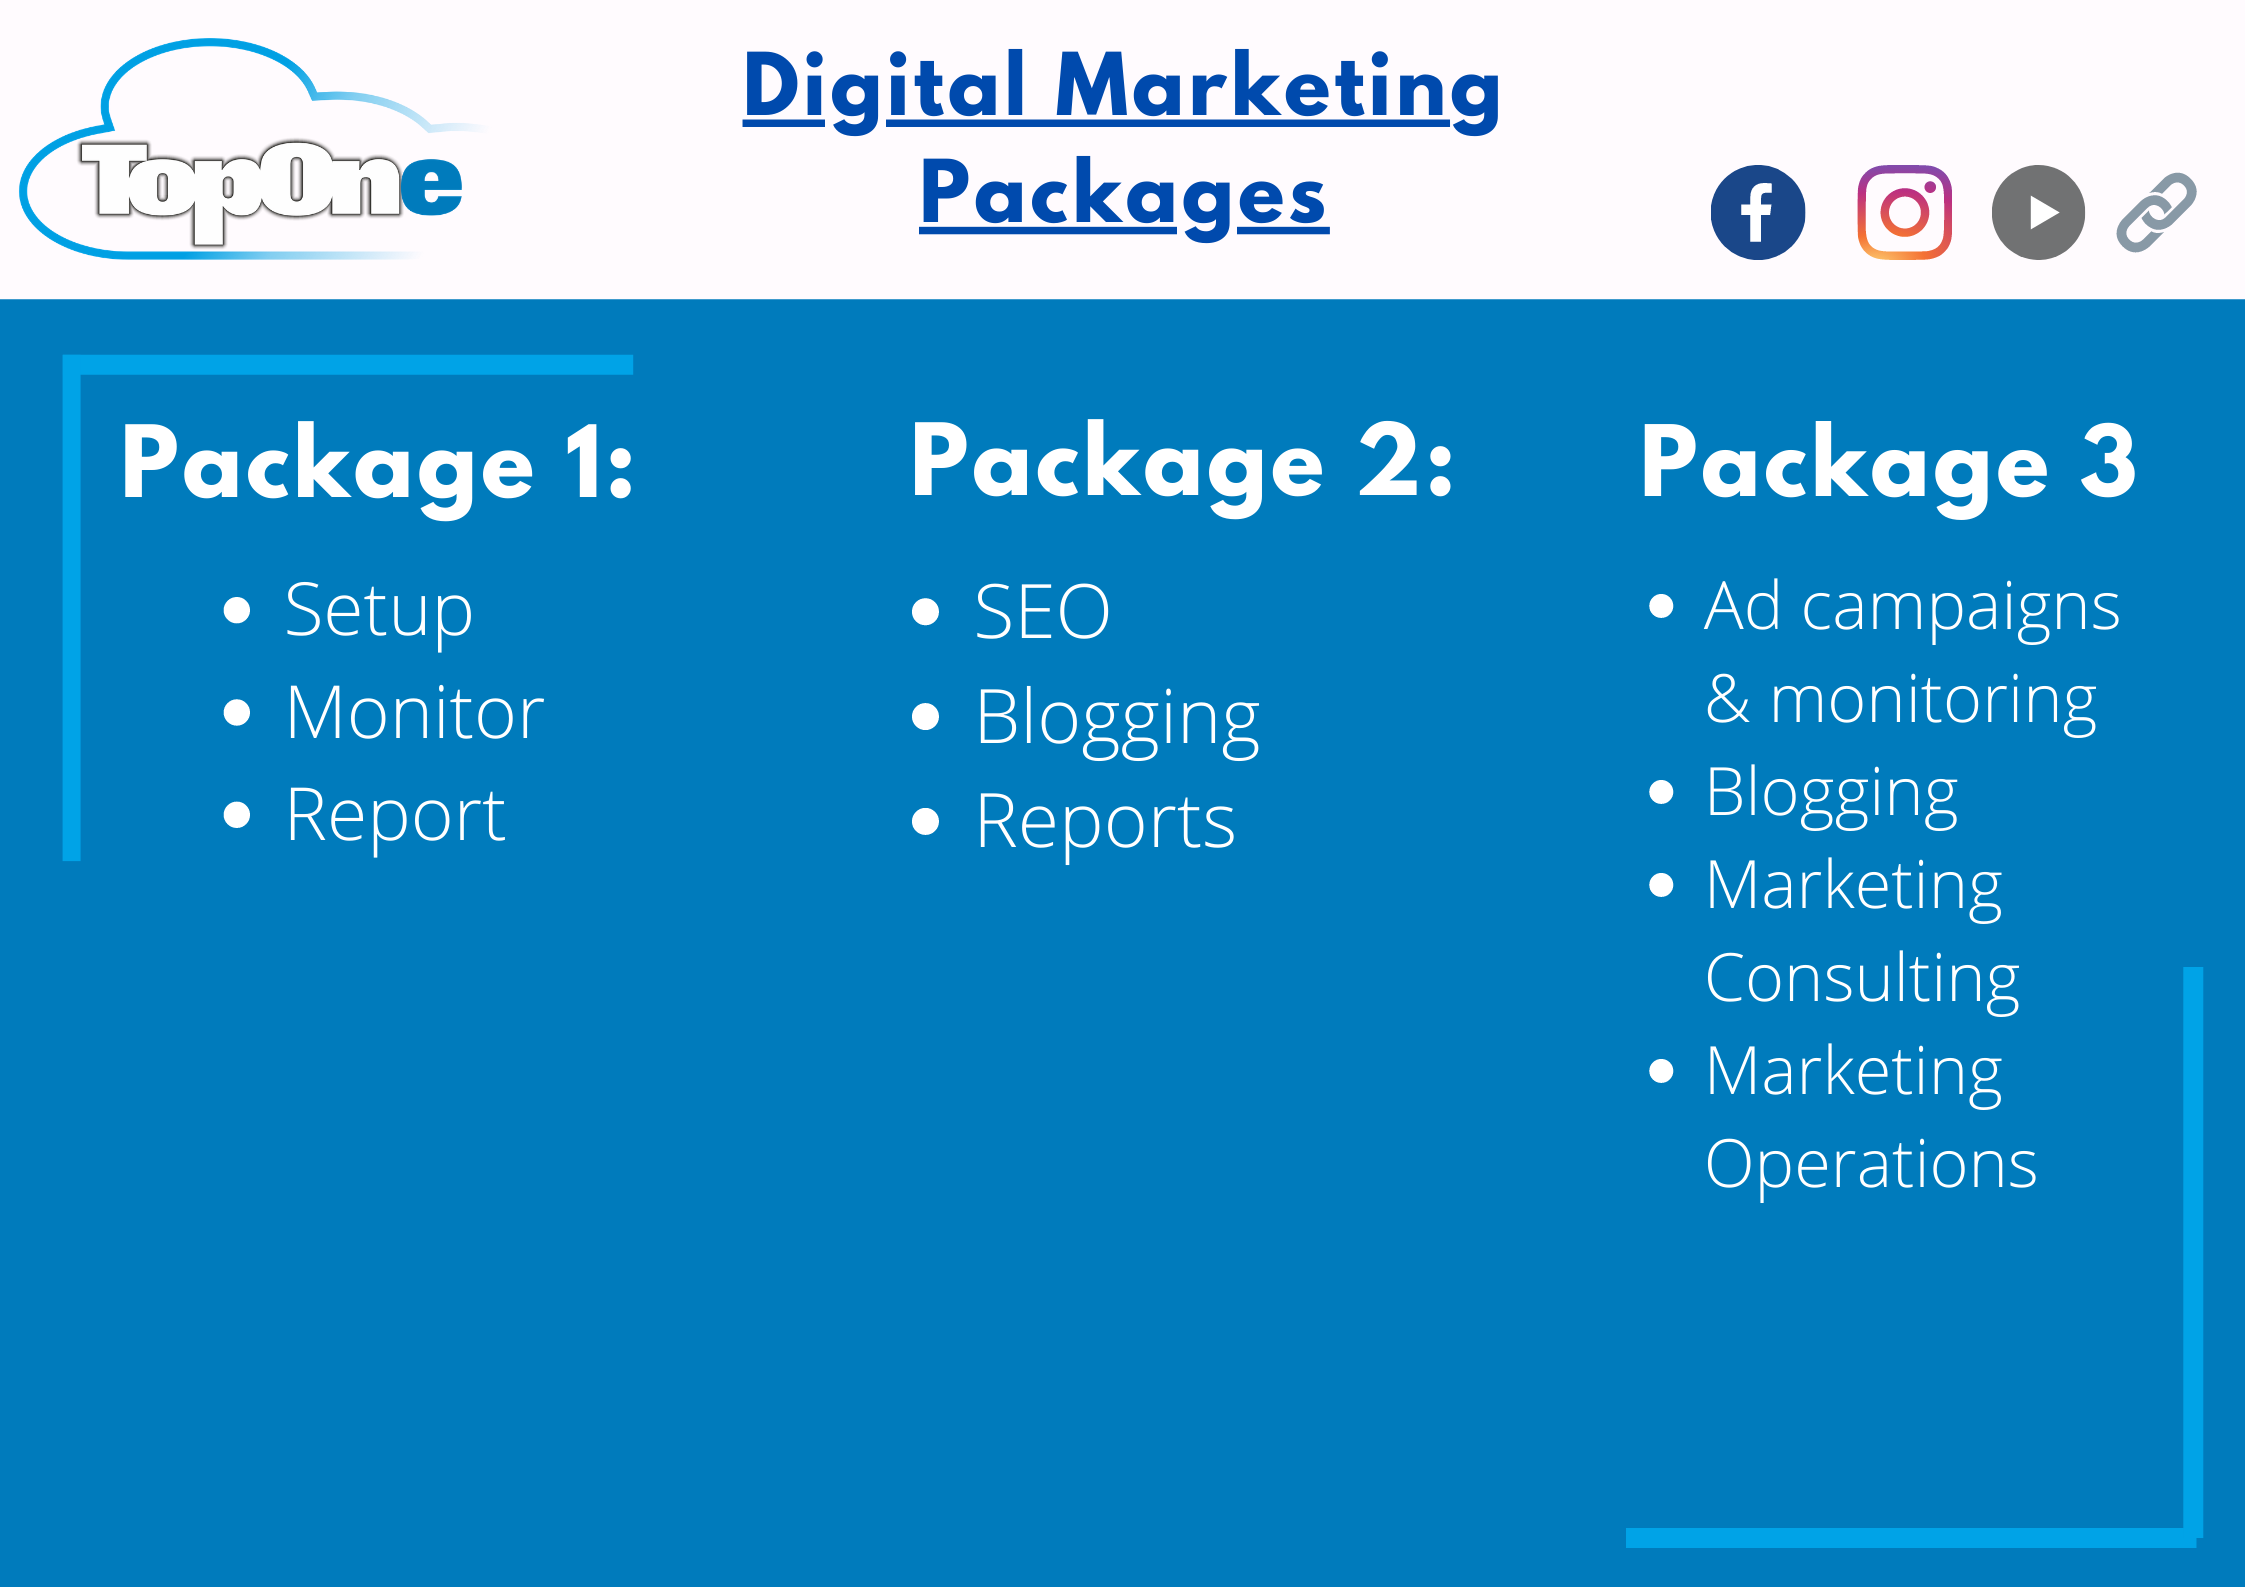 TopOne
Digital Marketing
Packages
Package 1:
Setup
Monitor
Report
Package 2:
SEO
Blogging
Reports
Package 3
Ad campaigns
& monitoring
Blogging
Marketing
Consulting
Marketing
Operations